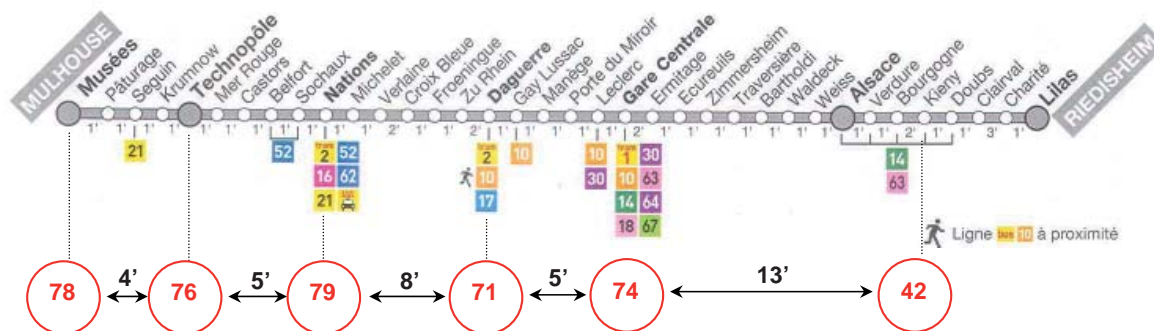 MULHOUSE
Musées
Pâturage
Seguin
Krumnow
Technopôle
Mer Rouge
Castors
Belfort
Sochaux
Nations
Michelet
Verlaine
Croix Bleue
Froeningue
Zu Rhein
Daguerre
Gay Lussac
Manège
Porte du Miroir
Leclerc
Gare Centrale
Ermitage
Ecureuils
Zimmersheim
Traversière
Bartholdi
Waldeck
Weiss
Alsace
Verdure
Bourgogne
Kieny
Doubs
Clairval
Charité
Lilas
RIEDISHEIM
1' 1' 1' 1' 1' 1' 1' 1' 1' 1' 1' 2' 1' 1' 2' 1' 1' 1' 1' 1' 2' 1' 1' 1' 1' 1' 1' 1' 1' 1' 2' 1' 1' 3' 1'
21
52
tram 2 52
16 62
21
tram 2
10
17
10
10
30
tram 1 30
10 63
14 64
18 67
14
63
Ligne bus 10 à proximité
78 4’ 76 5’ 79 8’ 71 5’ 74 13’ 42